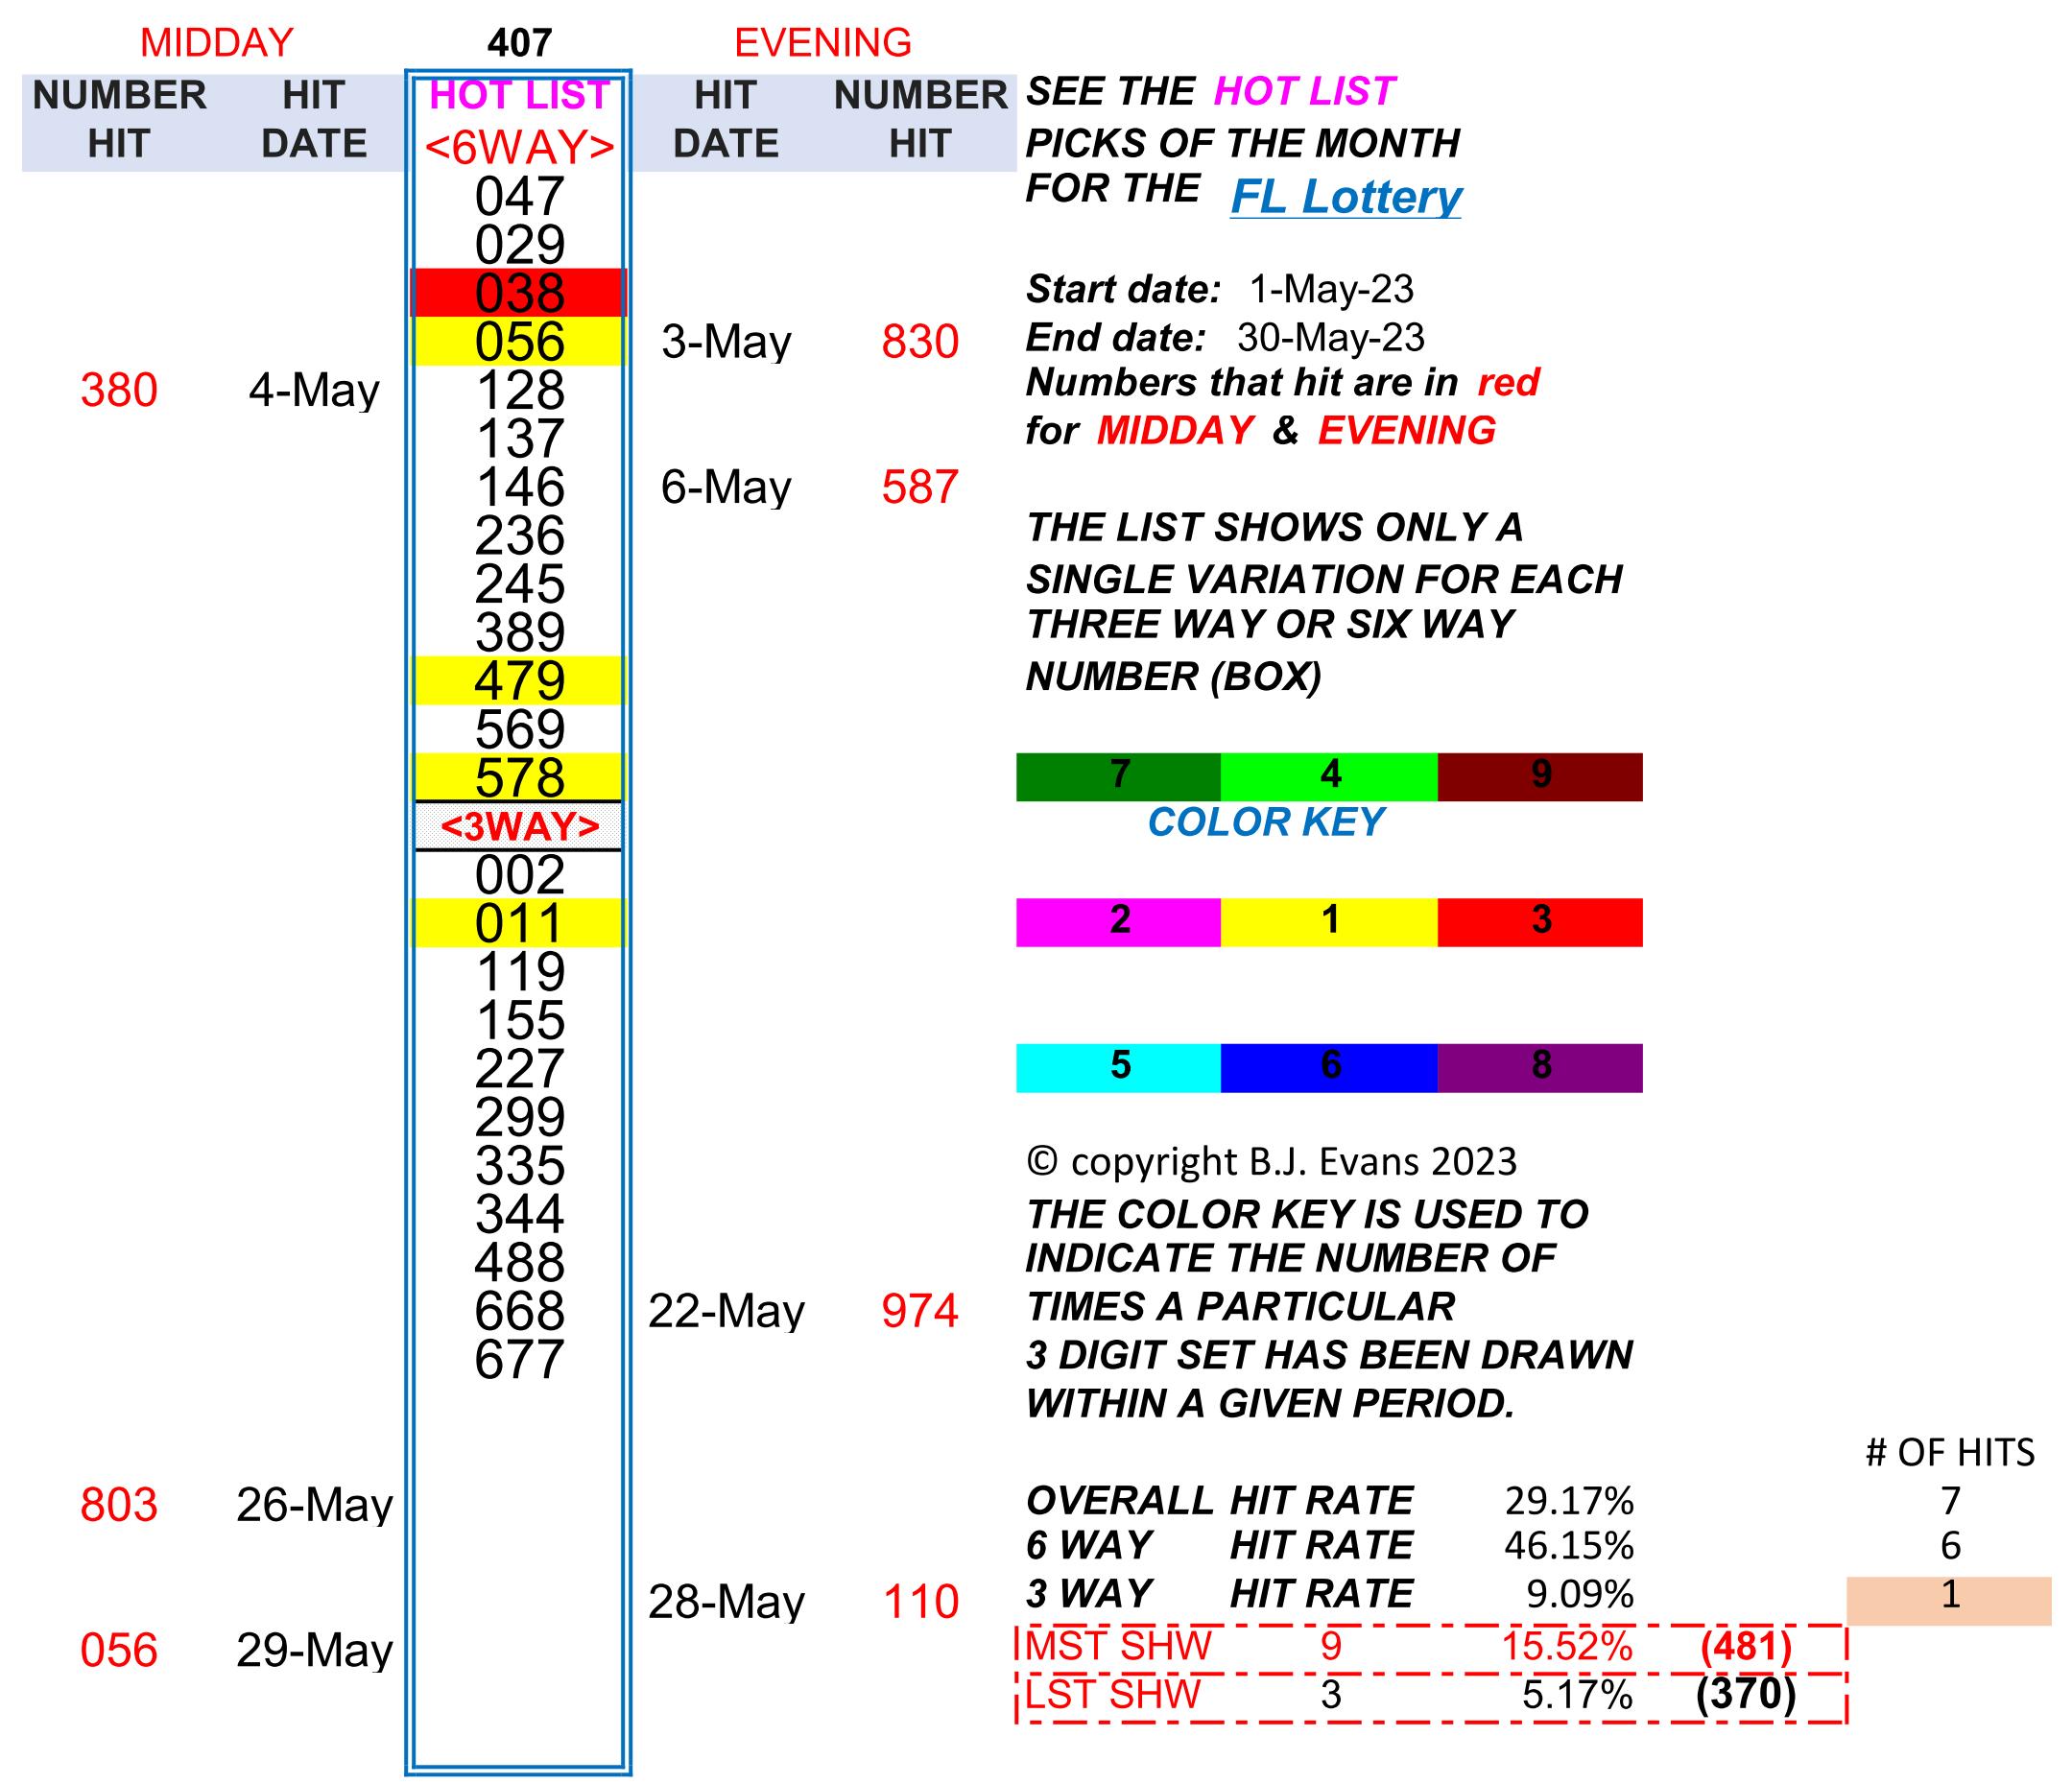 MIDDAY 407 EVENING
NUMBER HIT HOT LIST HIT NUMBER SEE THE HOT LIST
HIT DATE <6WAY> DATE HIT PICKS OF THE MONTH
047 FOR THE FL Lottery
029
038 Start date: 1-May-23
056 3-May 830 End date: 30-May-23
380 4-May 128 Numbers that hit are in red
137 for MIDDAY & EVENING
146 6-May 587
236 THE LIST SHOWS ONLY A
245 SINGLE VARIATION FOR EACH
389 THREE WAY OR SIX WAY
479 NUMBER (BOX)
569
578 7 4 9
<3WAY> COLOR KEY
002
011 2 1 3
119
155
227 5 6 8
299
335 © copyright B.J. Evans 2023
344 THE COLOR KEY IS USED TO
488 INDICATE THE NUMBER OF
668 22-May 974 TIMES A PARTICULAR
677 3 DIGIT SET HAS BEEN DRAWN
WITHIN A GIVEN PERIOD.
# OF HITS
803 26-May OVERALL HIT RATE 29.17% 7
6 WAY HIT RATE 46.15% 6
28-May 110 3 WAY HIT RATE 9.09% 1
056 29-May MST SHW 9 15.52% (481)
LST SHW 3 5.17% (370)